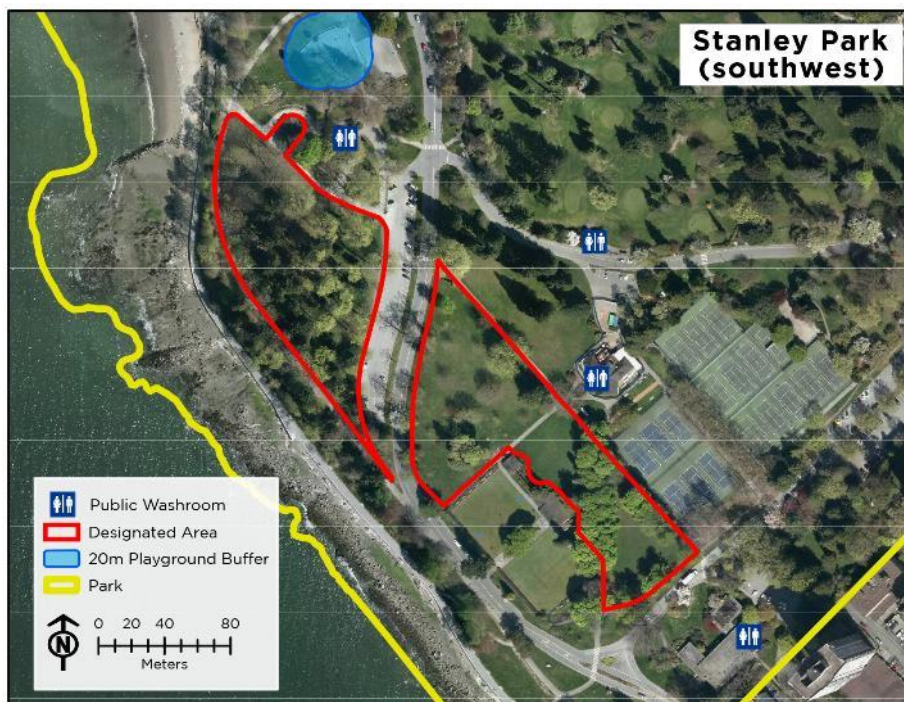 Stanley Park
(southwest)
Public Washroom
Designated Area
20m Playground Buffer
Park
N
0 20 40 80
Meters